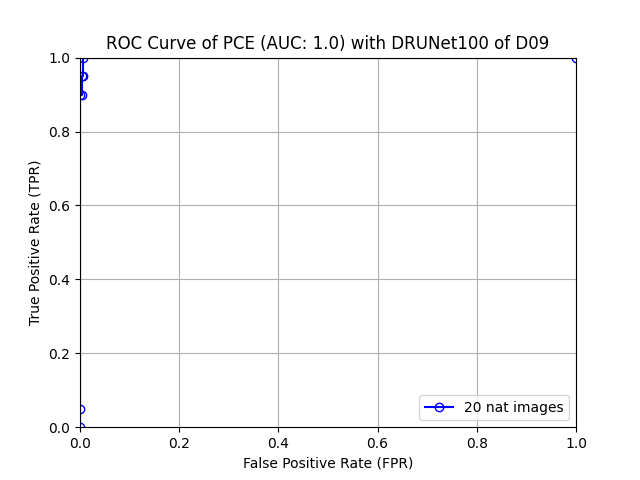 ROC Curve of PCE (AUC: 1.0) with DRUNet100 of D09
1.0
0.8
0.6
0.4
0.2
0.0
True Positive Rate (TPR)
20 nat images
0.0 0.2 0.4 0.6 0.8 1.0
False Positive Rate (FPR)